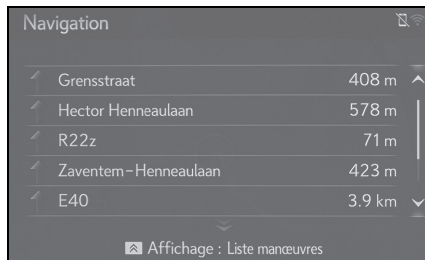 Navigation
Grensstraat 408 m
Hector Henneaulaan 578 m
R22z 71 m
Zaventem-Henneaulaan 423 m
E40 3.9 km
Affichage : Liste manœuvres